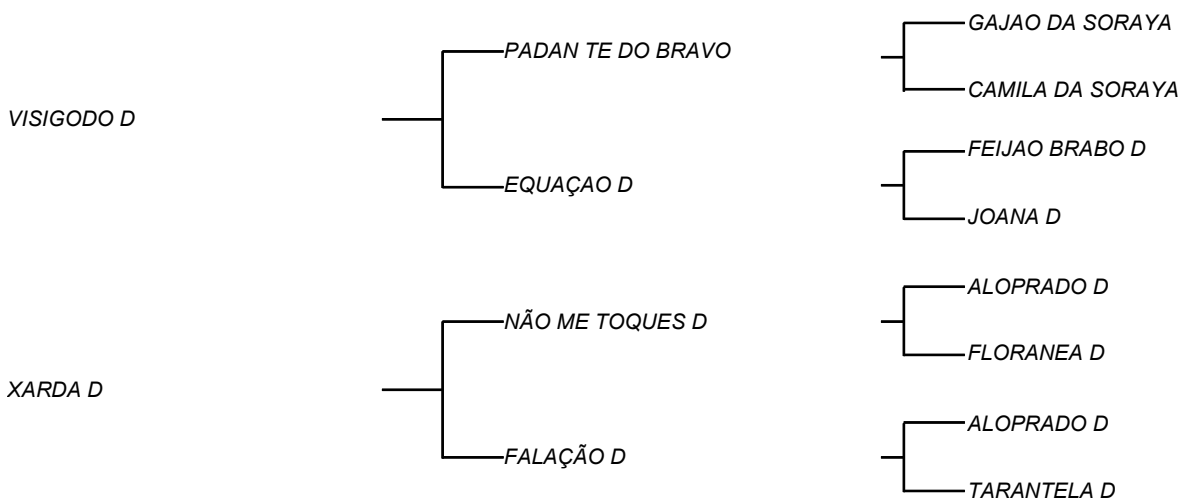 GAJAO DA SORAYA
PADAN TE DO BRAVO
CAMILA DA SORAYA
VISIGODO D
FEIJAO BRABO D
EQUAÇAO D
JOANA D
ALOPRADO D
NÃO ME TOQUES D
FLORANEA D
XARDA D
ALOPRADO D
FALAÇÃO D
TARANTELA D